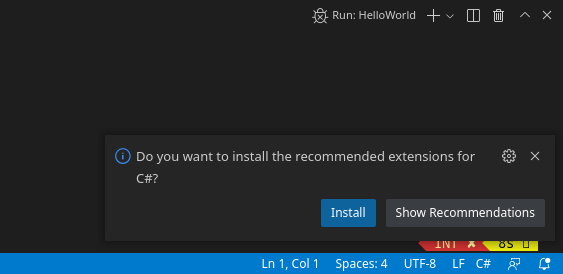 Run: HelloWorld
Do you want to install the recommended extensions for
C#?
Install
Show Recommendations
INT ✘ 8s
Ln 1, Col 1 Spaces: 4 UTF-8 LF C#